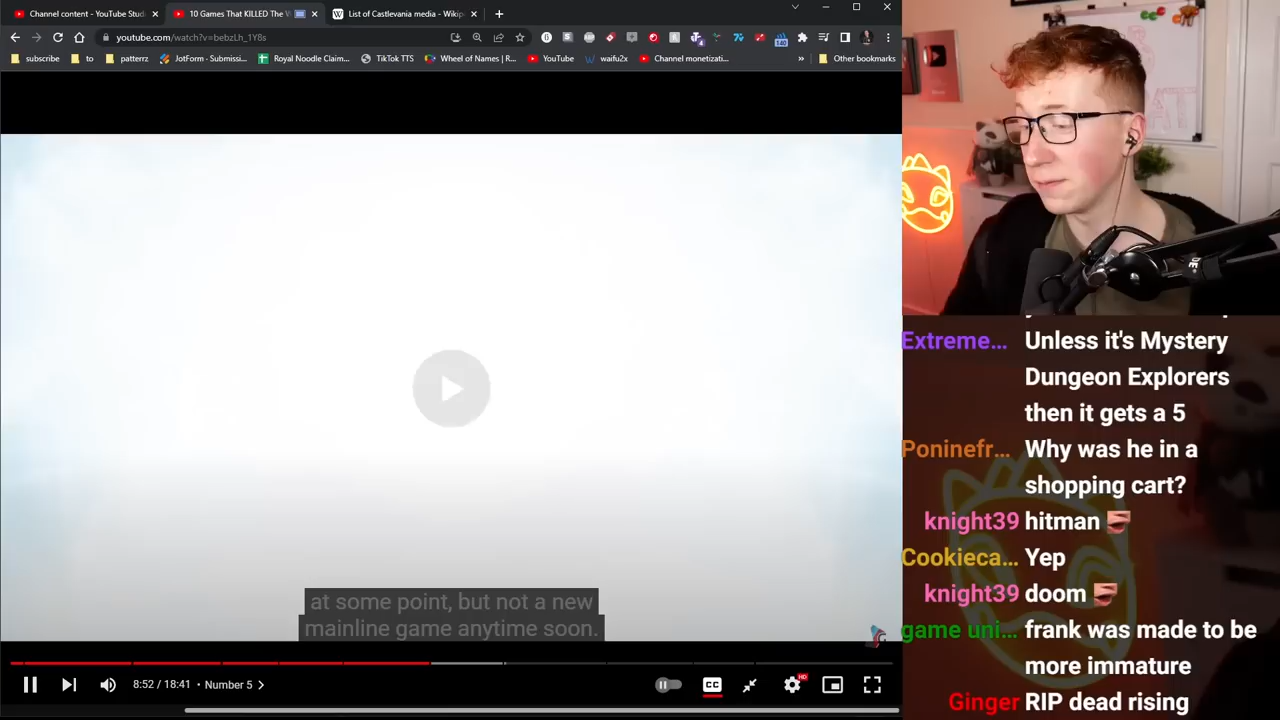 Channel content - YouTube Stud
10 Games That KILLED The
List of Castlevania media - Wikip
youtube.com/watch?v=bebzLh_1Y8s
subscribe
to
patterrz
JotForm - Submissi...
Royal Noodle Claim...
TikTok TTS
Wheel of Names | R...
YouTube
waifu2x
Channel monetizati...
»
Other bookmarks
at some point, but not a new
mainline game anytime soon.
8:52 / 18:41 • Number 5
CC
HD
Extreme… Unless it's Mystery
Dungeon Explorers
then it gets a 5
Poninefr… Why was he in a
shopping cart?
knight39 hitman
Cookieca… Yep
knight39 doom
game uni… frank was made to be
more immature
Ginger RIP dead rising